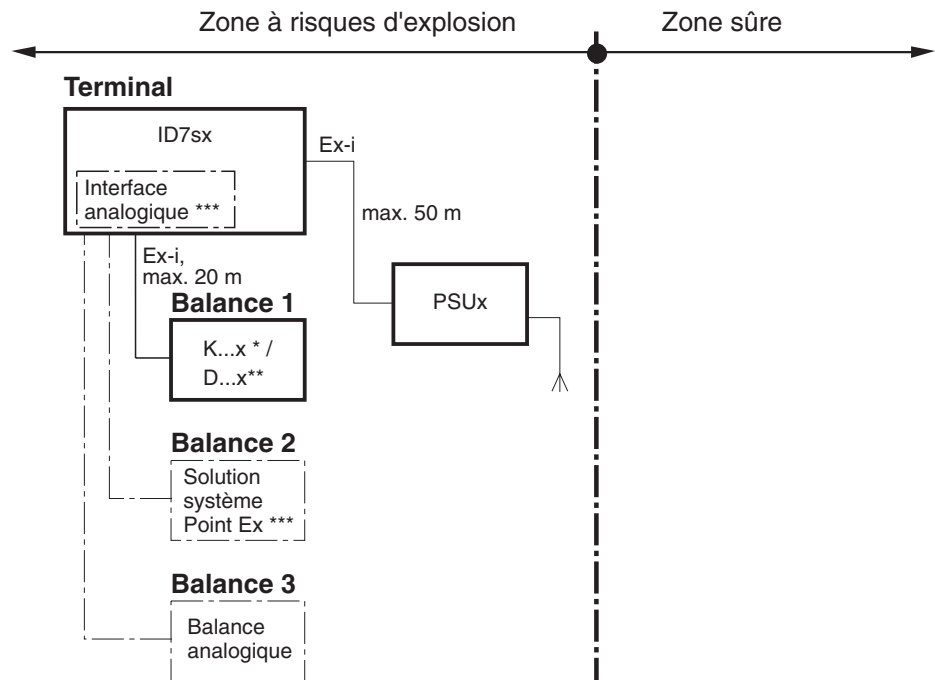 Zone à risques d'explosion
Zone sûre
Terminal
ID7sx
Interface
analogique ***
Ex-i
max. 50 m
PSUx
Ex-i,
max. 20 m
Balance 1
K...x * /
D...x**
Balance 2
Solution
système
Point Ex ***
Balance 3
Balance
analogique